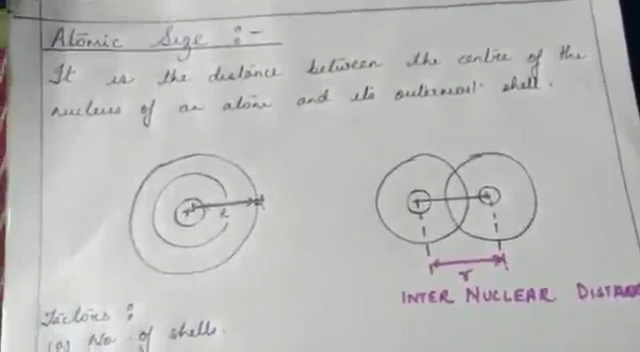 Atomic Size :-
It is the distance between the centre of the
nucleus of an atom and its outermost shell.
r
r
INTER NUCLEAR DISTAN
Factors :
(a) No. of shells.